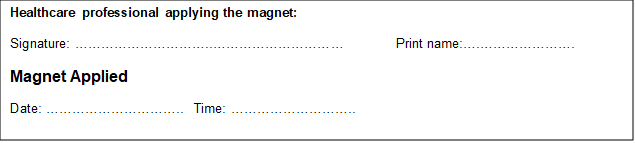 Healthcare professional applying the magnet:
Signature: ……………………………………………………… Print name:…………………….
Magnet Applied
Date: ………………………….. Time: ………………………..